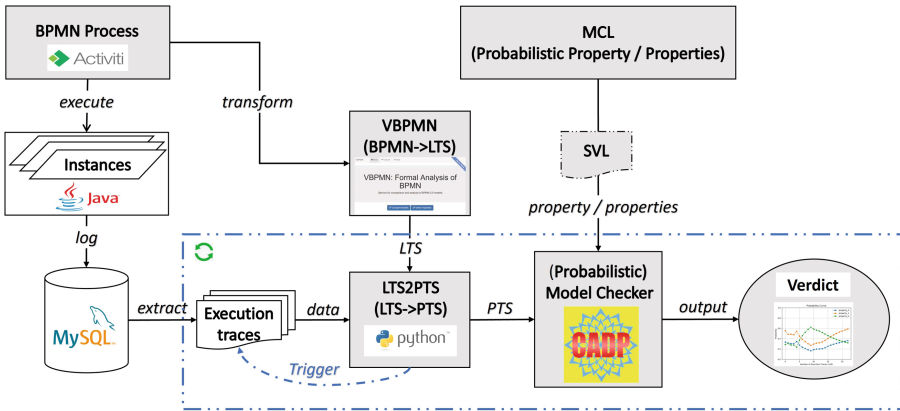 BPMN Process
Activiti
MCL
(Probabilistic Property / Properties)
execute
transform
VBPMN
(BPMN->LTS)
VBPMN: Formal Analysis of
BPMN
SVL
Instances
Java
property / properties
log
LTS
MySQL
extract
Execution
traces
data
LTS2PTS
(LTS->PTS)
python
Trigger
PTS
(Probabilistic)
Model Checker
CADP
output
Verdict